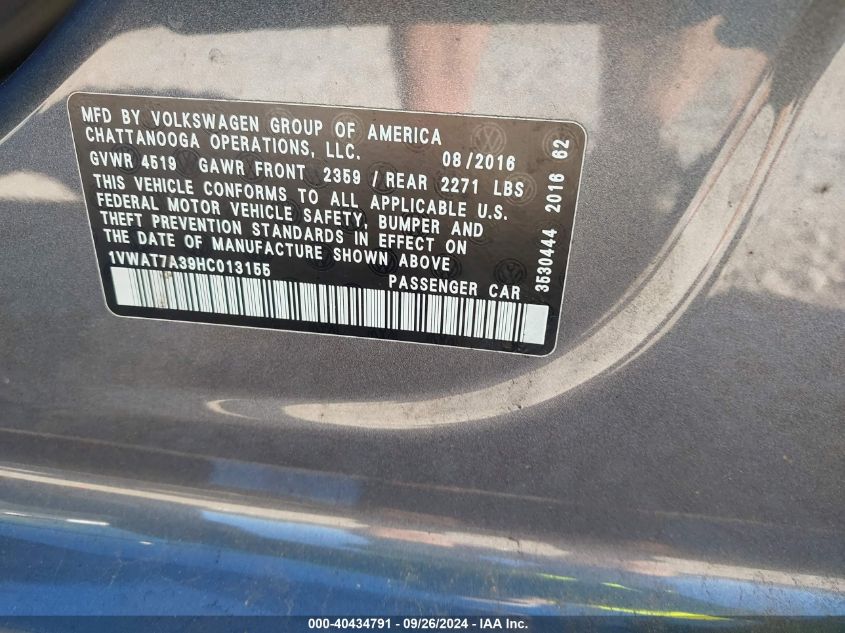 MFD BY VOLKSWAGEN GROUP OF AMERICA
CHATTANOOGA OPERATIONS, LLC. 08/2016
GVWR 4519 GAWR FRONT 2359 / REAR 2271 LBS
THIS VEHICLE CONFORMS TO ALL APPLICABLE U.S.
FEDERAL MOTOR VEHICLE SAFETY, BUMPER AND
THEFT PREVENTION STANDARDS IN EFFECT ON
THE DATE OF MANUFACTURE SHOWN ABOVE
1VWAT7A39HC013155
PASSENGER CAR
3530444 2016 62
000-40434791 - 09/26/2024 - IAA Inc.